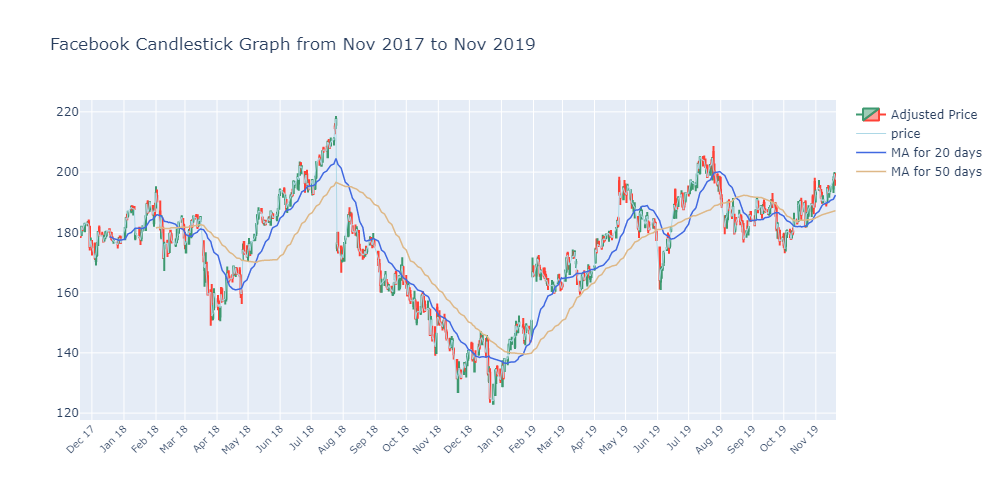 Facebook Candlestick Graph from Nov 2017 to Nov 2019
220
200
180
160
140
120
Dec 17
Jan 18
Feb 18
Mar 18
Apr 18
May 18
Jun 18
Jul 18
Aug 18
Sep 18
Oct 18
Nov 18
Dec 18
Jan 19
Feb 19
Mar 19
Apr 19
May 19
Jun 19
Jul 19
Aug 19
Sep 19
Oct 19
Nov 19
Adjusted Price
price
MA for 20 days
MA for 50 days